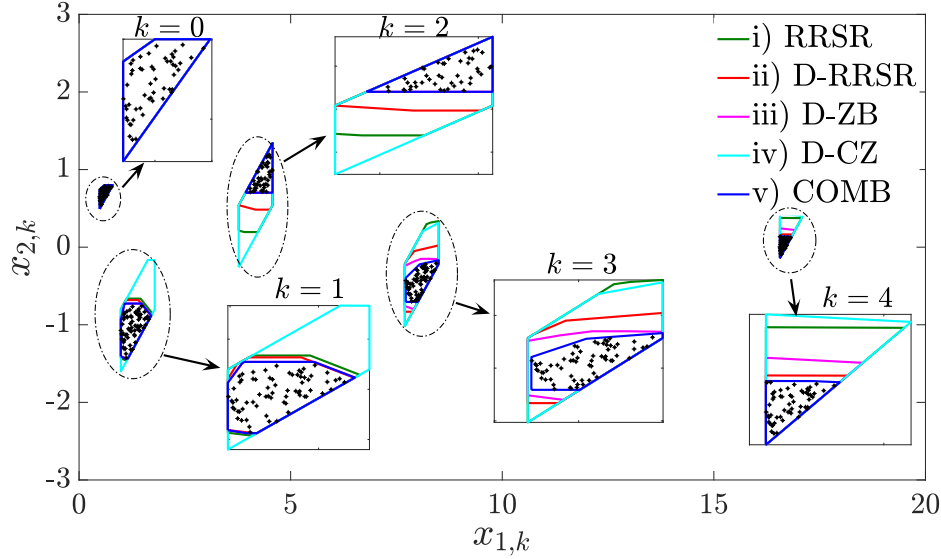 3
2
1
0
-1
-2
-3
0
5
10
15
20
x1,k
x2,k
k = 0
k = 2
k = 1
k = 3
k = 4
i) RRSR
ii) D-RRSR
iii) D-ZB
iv) D-CZ
v) COMB